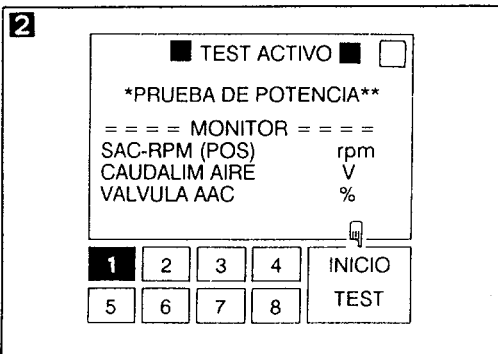 2
■ TEST ACTIVO ■ □
*PRUEBA DE POTENCIA**
= = = = MONITOR = = = =
SAC-RPM (POS) rpm
CAUDALIM AIRE V
VALVULA AAC %
1 2 3 4 INICIO
5 6 7 8 TEST